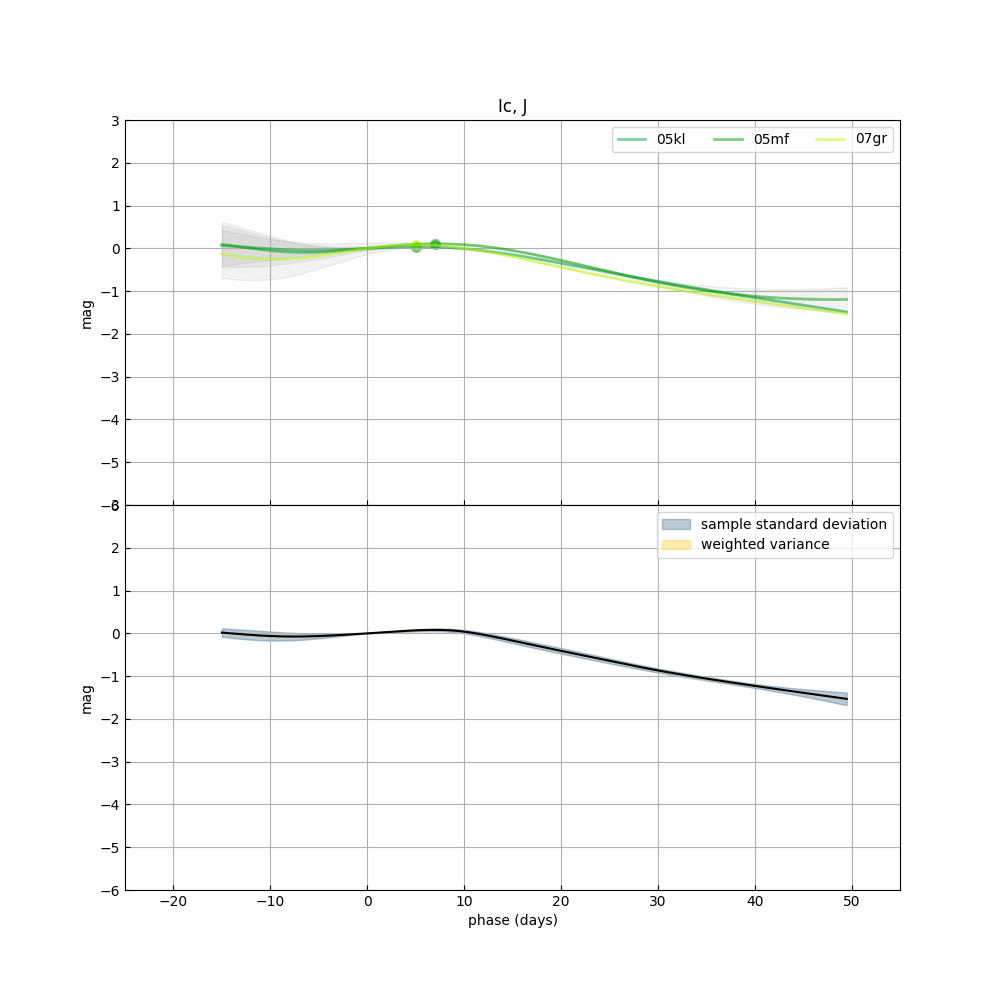 Ic, J
05kl 05mf 07gr
3
2
1
0
−1
−2
−3
−4
−5
−6
mag
sample standard deviation
weighted variance
3
2
1
0
−1
−2
−3
−4
−5
−6
mag
−20 −10 0 10 20 30 40 50
phase (days)